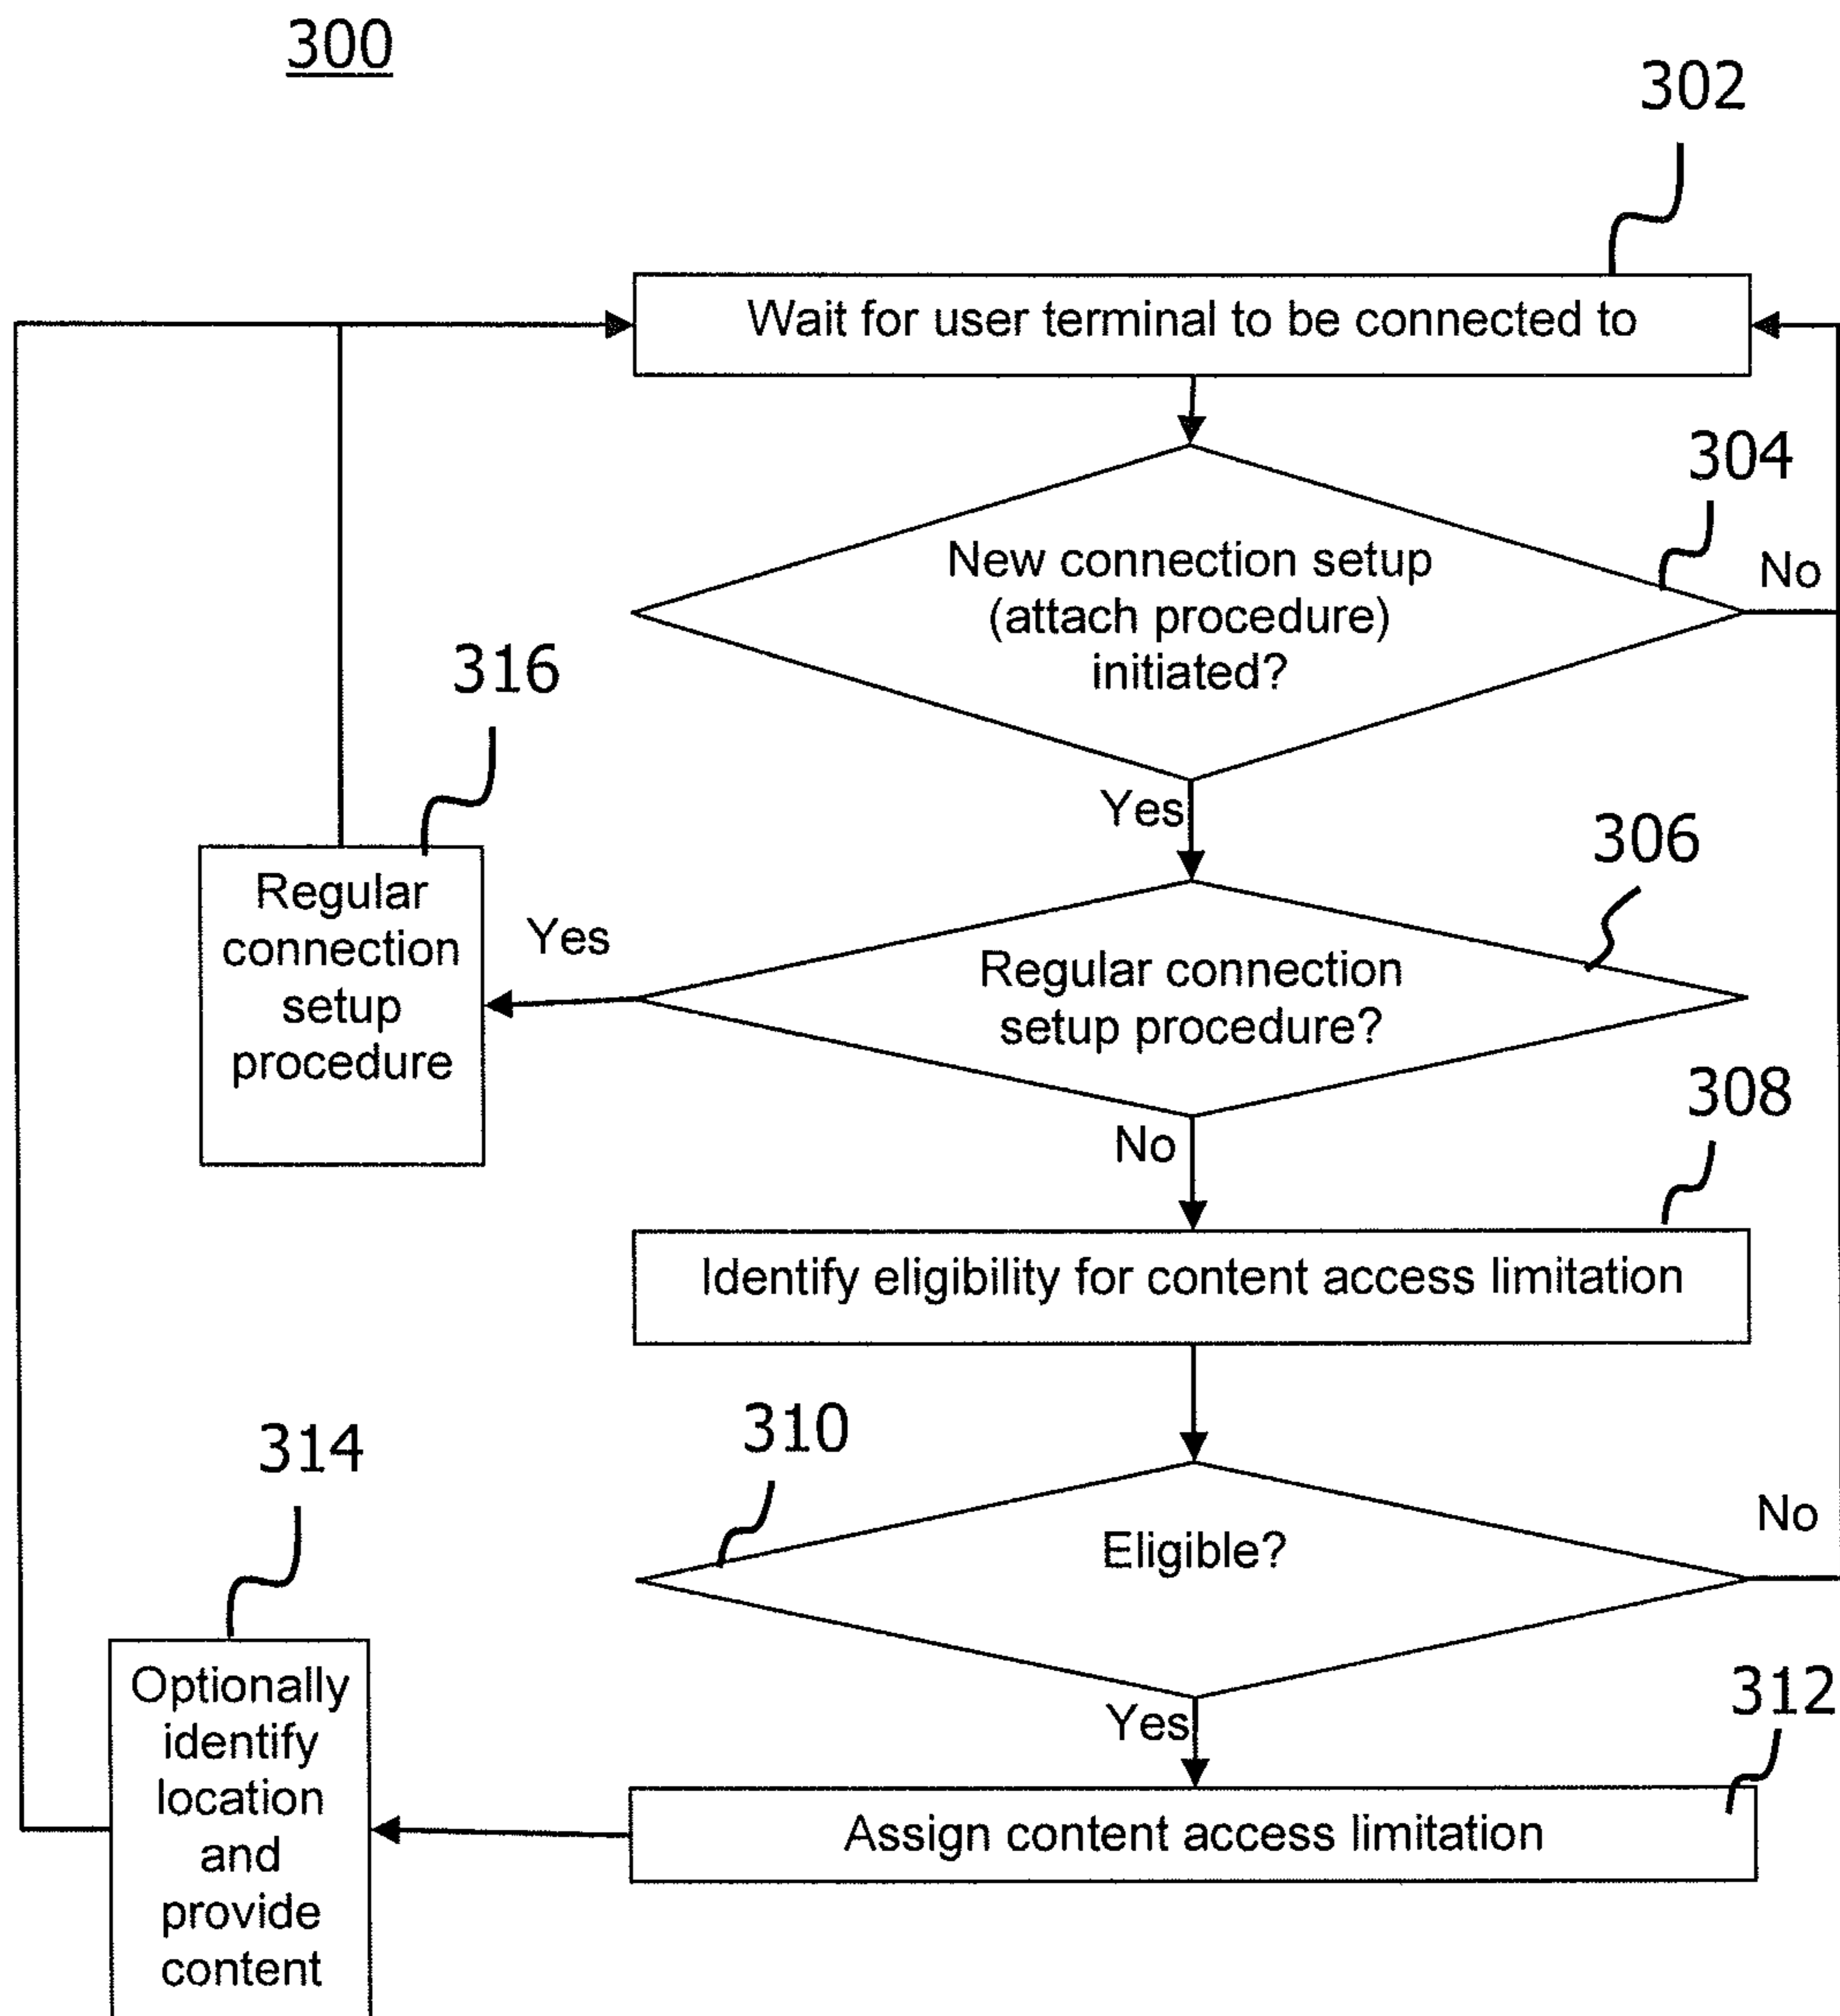 300
302
Wait for user terminal to be connected to
304
New connection setup
(attach procedure)
initiated?
No
Yes
316
Regular
connection
setup
procedure
Yes
306
Regular connection
setup procedure?
No
308
Identify eligibility for content access limitation
310
Eligible?
No
Yes
314
Optionally
identify
location
and
provide
content
312
Assign content access limitation